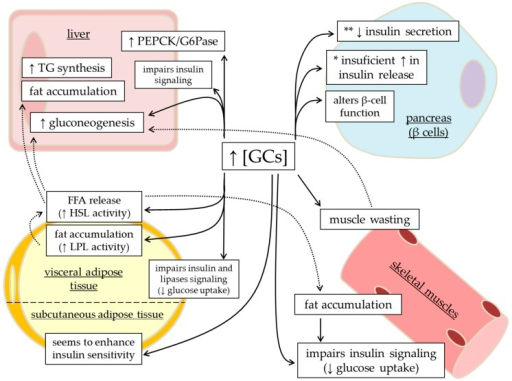 liver
↑ PEPCK/G6Pase
impairs insulin
signaling
↑ TG synthesis
fat accumulation
↑ gluconeogenesis
** ↓ insulin secretion
* insuficient ↑ in
insulin release
alters β-cell
function
pancreas
(β cells)
↑ [GCs]
FFA release
(↑ HSL activity)
fat accumulation
(↑ LPL activity)
visceral adipose
tissue
impairs insulin and
lipases signaling
(↓ glucose uptake)
subcutaneous adipose tissue
seems to enhance
insulin sensitivity
muscle wasting
skeletal muscles
fat accumulation
impairs insulin signaling
(↓ glucose uptake)